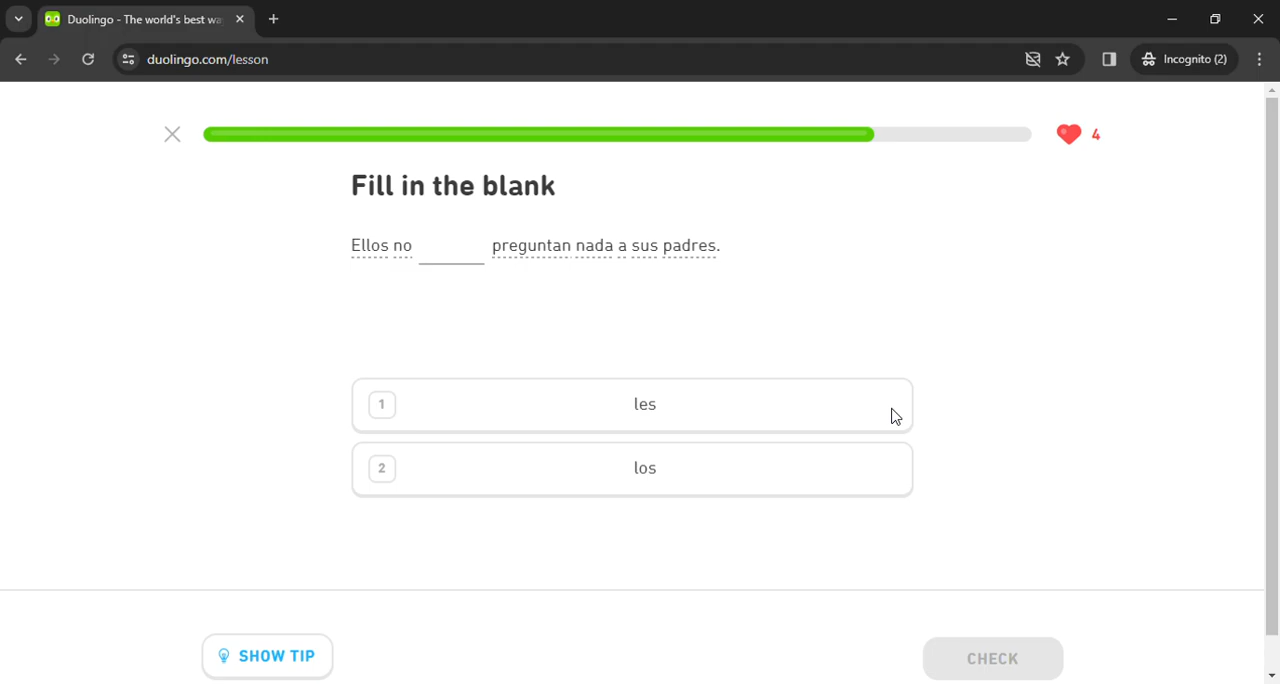 Duolingo - The world's best wa
duolingo.com/lesson
Incognito (2)
4
Fill in the blank
Ellos no ______ preguntan nada a sus padres.
1 les
2 los
SHOW TIP
CHECK